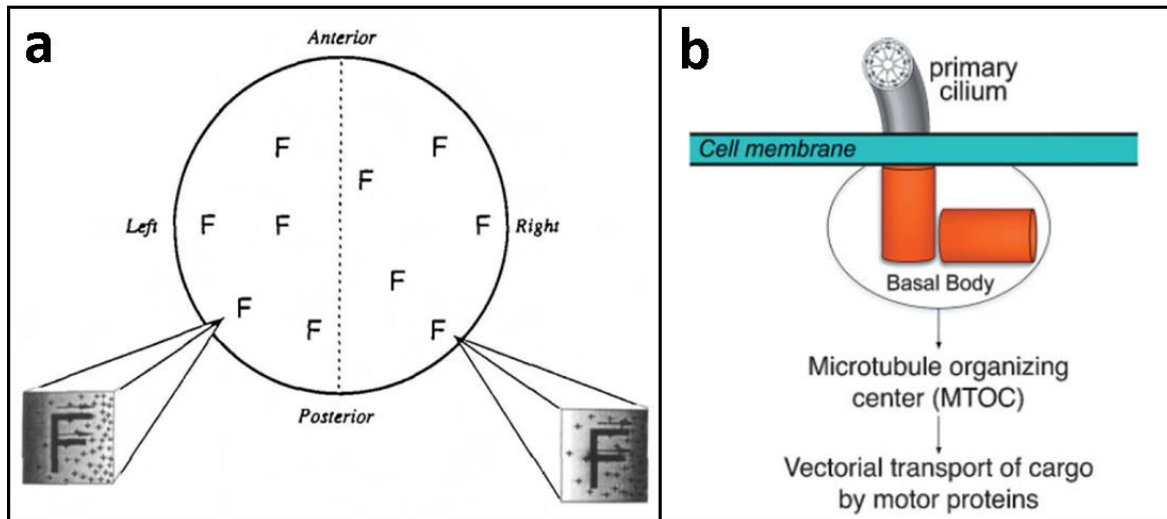 a
Anterior
F F
F
Left F F F Right
F
F F F
Posterior
F F
b
primary
cilium
Cell membrane
Basal Body
Microtubule organizing
center (MTOC)
Vectorial transport of cargo
by motor proteins